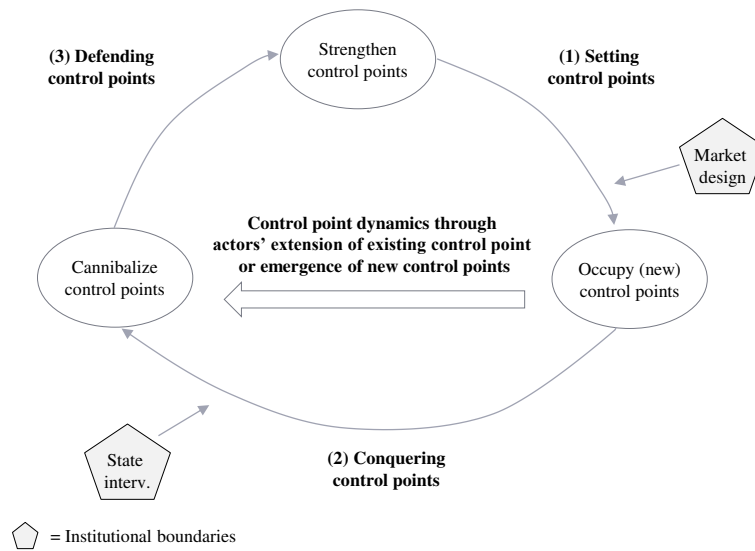 (3) Defending
control points
Strengthen
control points
(1) Setting
control points
Market
design
Control point dynamics through
actors’ extension of existing control point
or emergence of new control points
Cannibalize
control points
Occupy (new)
control points
State
interv.
(2) Conquering
control points
= Institutional boundaries